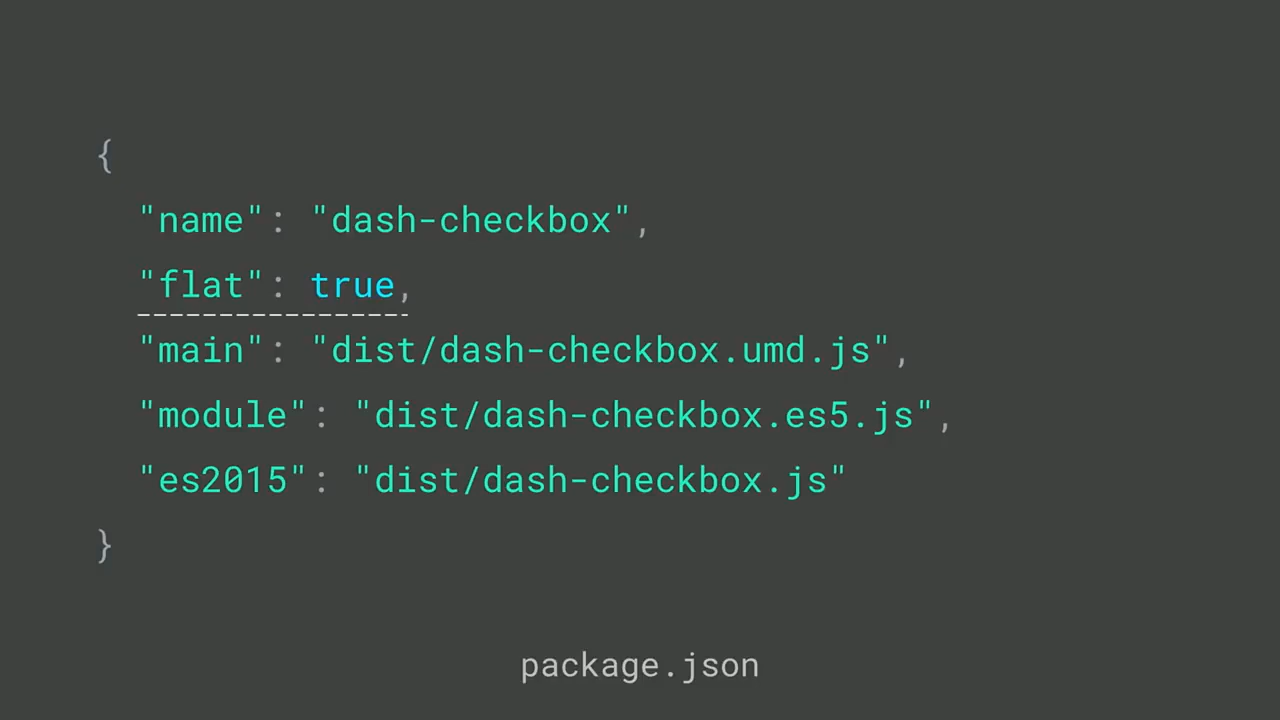 {
"name": "dash-checkbox",
"flat": true,
"main": "dist/dash-checkbox.umd.js",
"module": "dist/dash-checkbox.es5.js",
"es2015": "dist/dash-checkbox.js"
}
package.json